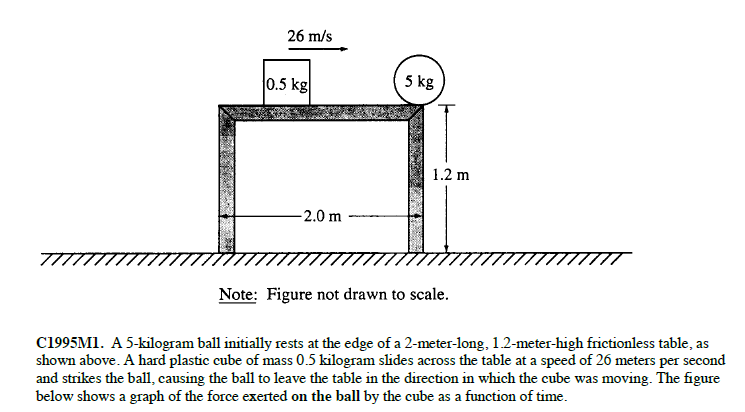 26 m/s
0.5 kg
5 kg
1.2 m
2.0 m
Note: Figure not drawn to scale.
C1995M1. A 5-kilogram ball initially rests at the edge of a 2-meter-long, 1.2-meter-high frictionless table, as
shown above. A hard plastic cube of mass 0.5 kilogram slides across the table at a speed of 26 meters per second
and strikes the ball, causing the ball to leave the table in the direction in which the cube was moving. The figure
below shows a graph of the force exerted on the ball by the cube as a function of time.